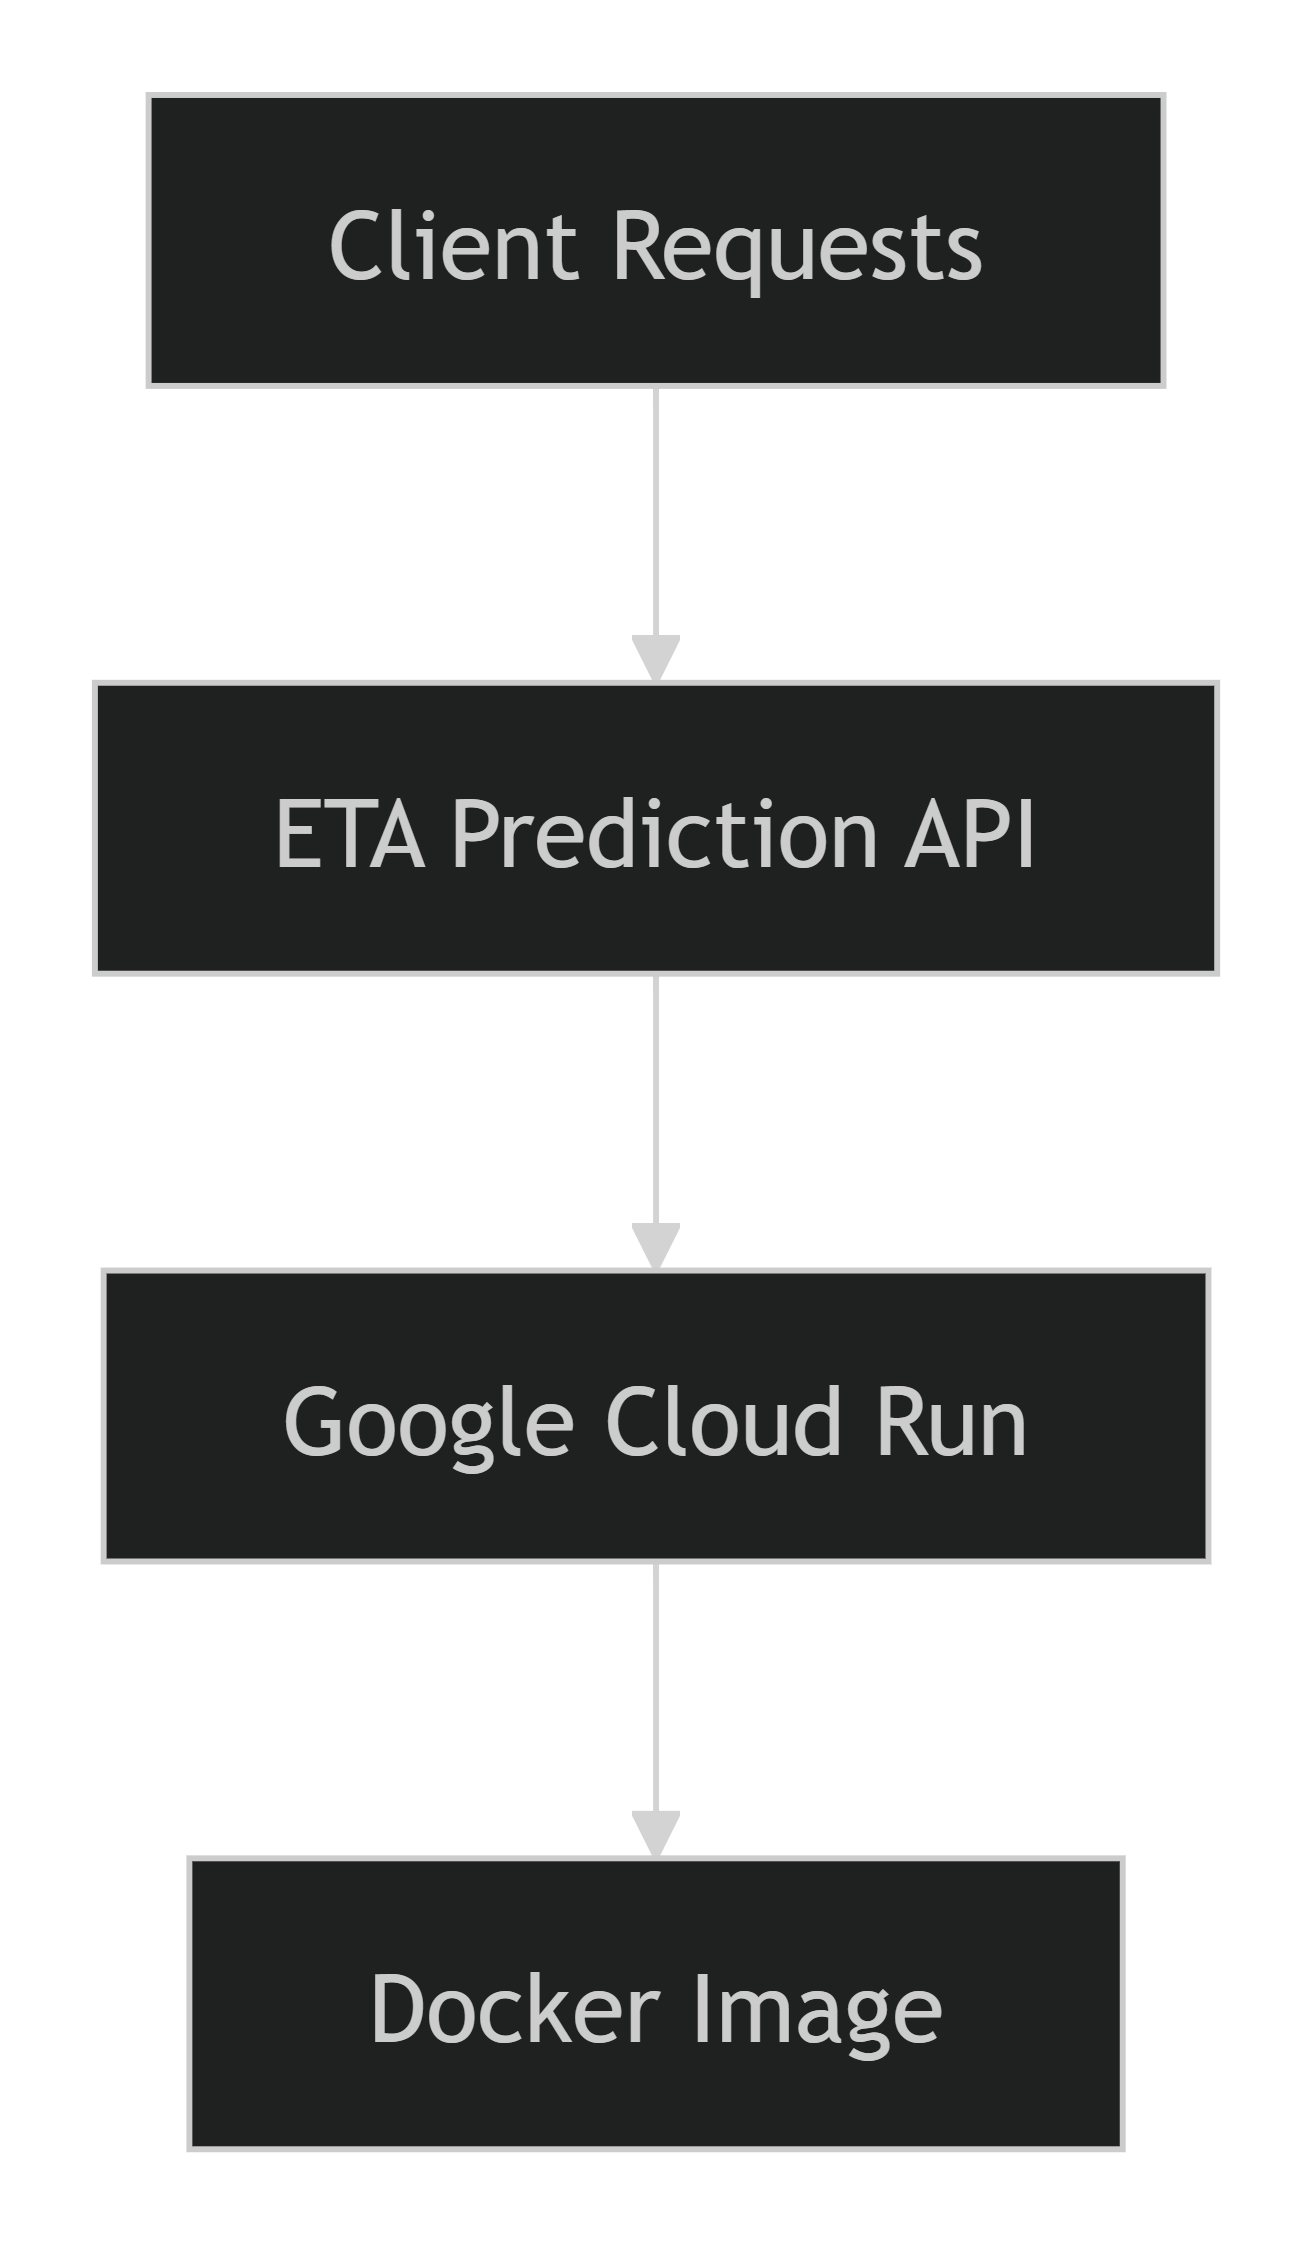 Client Requests
ETA Prediction API
Google Cloud Run
Docker Image